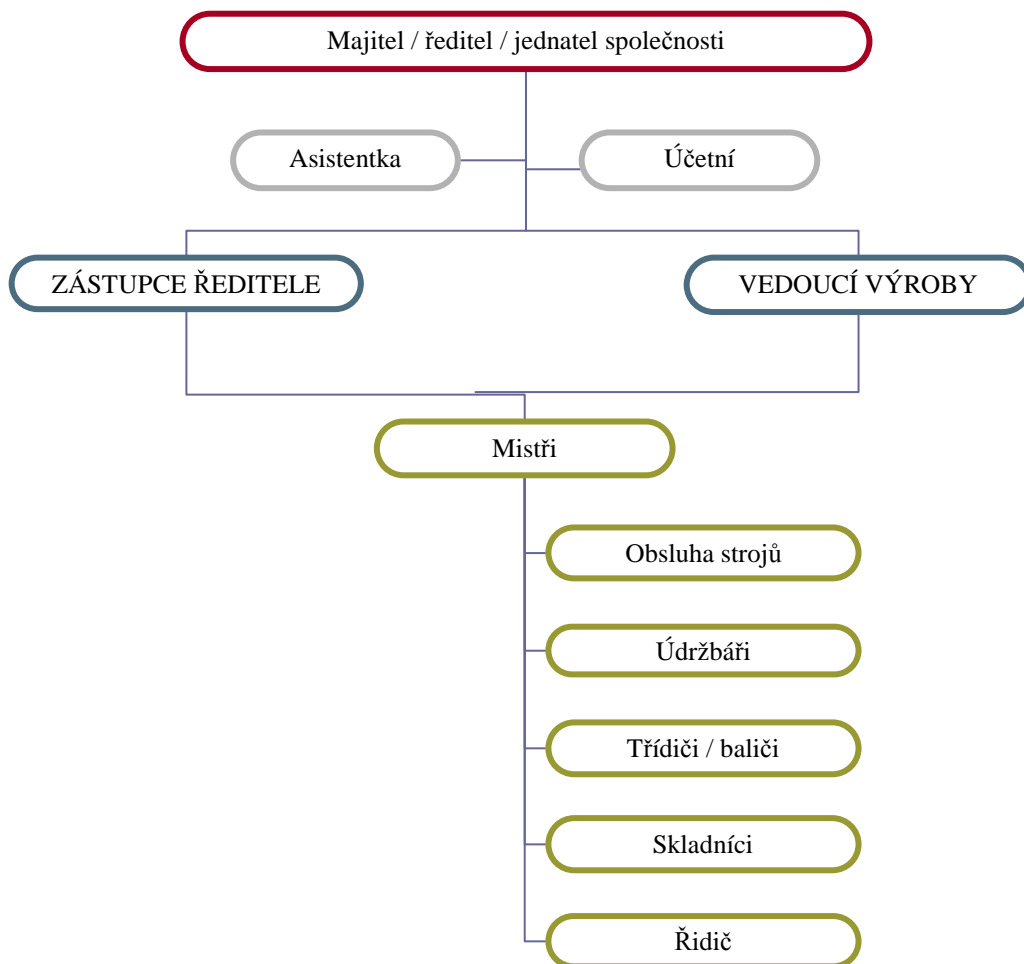 Majitel / ředitel / jednatel společnosti
Asistentka
Účetní
ZÁSTUPCE ŘEDITELE
VEDOUCÍ VÝROBY
Mistři
Obsluha strojů
Údržbáři
Třídiči / baliči
Skladníci
Řidič